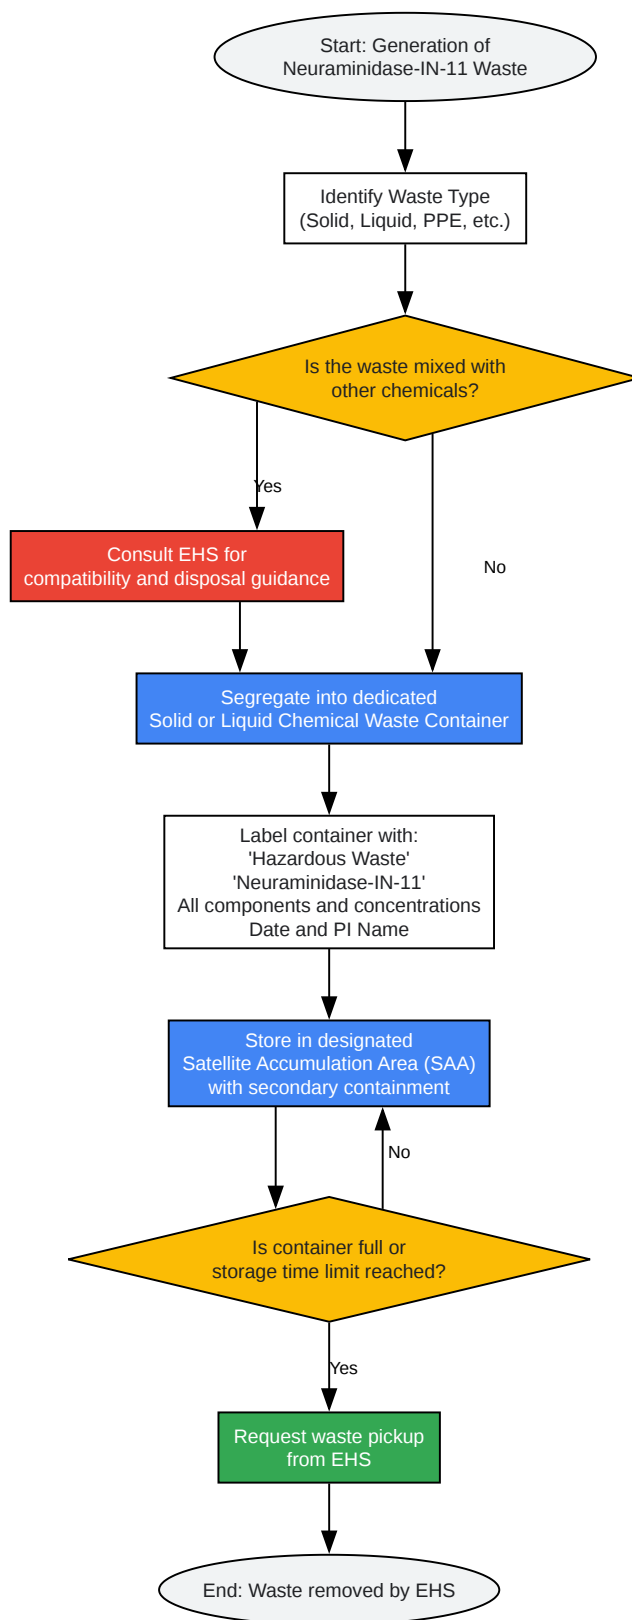 Start: Generation of
Neuraminidase-IN-11 Waste
Identify Waste Type
(Solid, Liquid, PPE, etc.)
Is the waste mixed with
other chemicals?
Yes
Consult EHS for
compatibility and disposal guidance
No
Segregate into dedicated
Solid or Liquid Chemical Waste Container
Label container with:
'Hazardous Waste'
'Neuraminidase-IN-11'
All components and concentrations
Date and PI Name
Store in designated
Satellite Accumulation Area (SAA)
with secondary containment
No
Is container full or
storage time limit reached?
Yes
Request waste pickup
from EHS
End: Waste removed by EHS